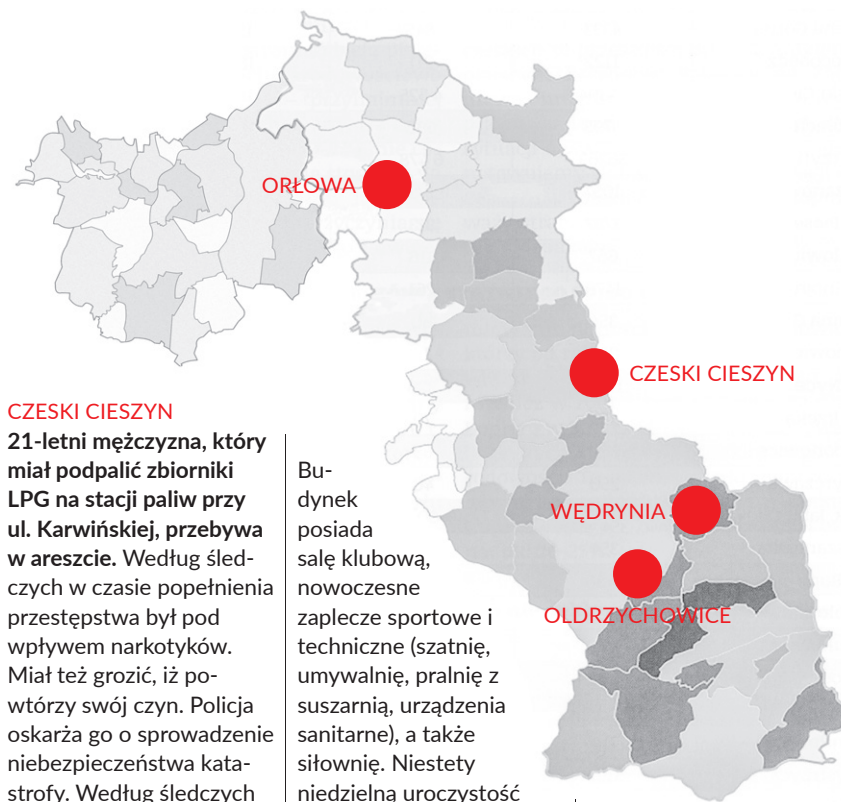 ORŁOWA
CZESKI CIESZYN
WĘDRYNIA
OLDRZYCHOWICE
CZESKI CIESZYN
21-letni mężczyzna, który
miał podpalić zbiorniki
LPG na stacji paliw przy
ul. Karwińskiej, przebywa
w areszcie. Według śled-
czych w czasie popełnienia
przestępstwa był pod
wpływem narkotyków.
Miał też grozić, iż po-
wtórzy swój czyn. Policja
oskarża go o sprowadzenie
niebezpieczeństwa kata-
strofy. Według śledczych
Bu-
dynek
posiada
salę klubową,
nowoczesne
zaplecze sportowe i
techniczne (szatnię,
umywalnię, pralnię z
suszarnią, urządzenia
sanitarne), a także
siłownię. Niestety
niedzielną uroczystość